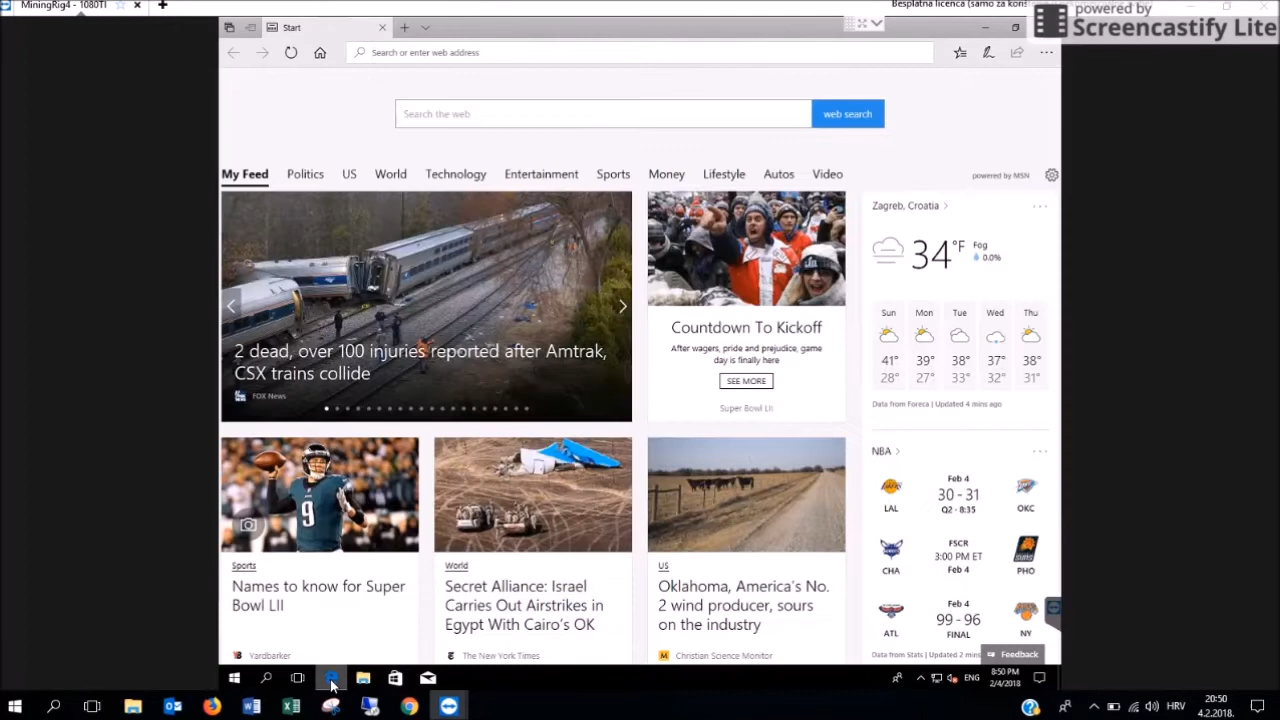 MiningRig4 - 1080TI
Besplatna licenca (samo za
powered by
Screencastify Lite
Start
Search or enter web address
Search the web
web search
My Feed
Politics
US
World
Technology
Entertainment
Sports
Money
Lifestyle
Autos
Video
powered by MSN
2 dead, over 100 injuries reported after Amtrak,
CSX trains collide
FOX News
Countdown To Kickoff
After wagers, pride and prejudice, game
day is finally here
SEE MORE
Super Bowl LII
Zagreb, Croatia
34 °F
Fog
0.0%
Sun Mon Tue Wed Thu
41° 39° 38° 37° 38°
28° 27° 33° 32° 31°
Data from Foreca | Updated 4 mins ago
NBA
Feb 4
30 - 31
LAL Q2 - 8:35 OKC
FSCR
3:00 PM ET
CHA Feb 4 PHO
Feb 4
99 - 96
ATL FINAL NY
Data from Stats | Updated 2 mins
Feedback
9
Sports
Names to know for Super
Bowl LII
Yardbarker
World
Secret Alliance: Israel
Carries Out Airstrikes in
Egypt With Cairo's OK
The New York Times
US
Oklahoma, America's No.
2 wind producer, sours
on the industry
Christian Science Monitor
ENG
8:50 PM
2/4/2018
HRV
20:50
4.2.2018.